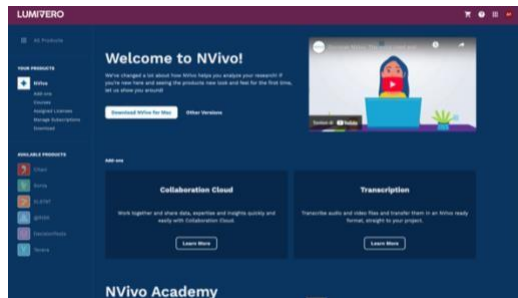 LUMIVERO
All Products
YOUR PRODUCTS
NVivo
Add-ons
Courses
Assigned Licenses
Manage Subscriptions
Download
AVAILABLE PRODUCTS
Citavi
Sonia
XLSTAT
@RISK
DecisionTools
Tevera
Welcome to NVivo!
We've changed a lot about how NVivo helps you analyze your research! If
you're new here and seeing the products new look and feel for the first time,
let us show you around!
Download NVivo for Mac
Other Versions
YouTube
Add-ons
Collaboration Cloud
Work together and share data, expertise and insights quickly and
easily with Collaboration Cloud.
Learn More
Transcription
Transcribe audio and video files and transfer them in an NVivo ready
format, straight to your project.
Learn More
NVivo Academy